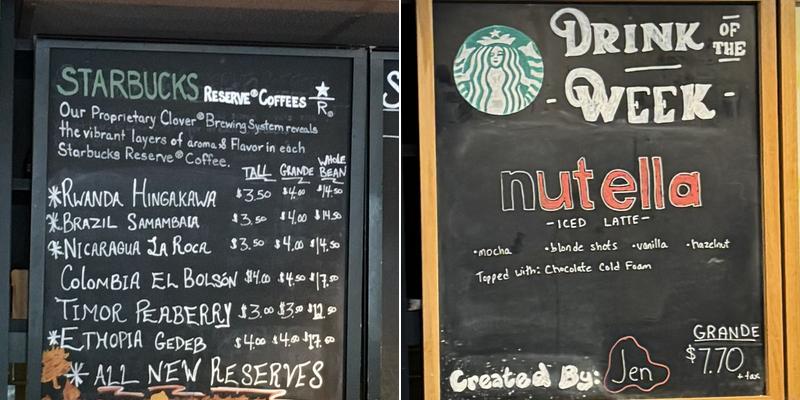 STARBUCKS RESERVE® COFFEES ★ R®
Our Proprietary Clover® Brewing System reveals
the vibrant layers of aroma & Flavor in each
Starbucks Reserve® Coffee.
TALL GRANDE WHOLE BEAN
*RWANDA HINGAKAWA $3.50 $4.00 $14.50
*BRAZIL SAMAMBAIA $3.50 $4.00 $14.50
*NICARAGUA LA ROCA $3.50 $4.00 $14.50
COLOMBIA EL BOLSÓN $4.00 $4.50 $17.50
TIMOR PEABERRY $3.00 $3.50
*ETHOPIA GEDEB $4.00 $4.50 $17.50
* ALL NEW RESERVES
DRINK OF THE
- WEEK -
nutella
- ICED LATTE -
•mocha •blonde shots •vanilla •hazelnut
Topped with: Chocolate Cold Foam
GRANDE
$7.70
+ tax
Created By: Jen